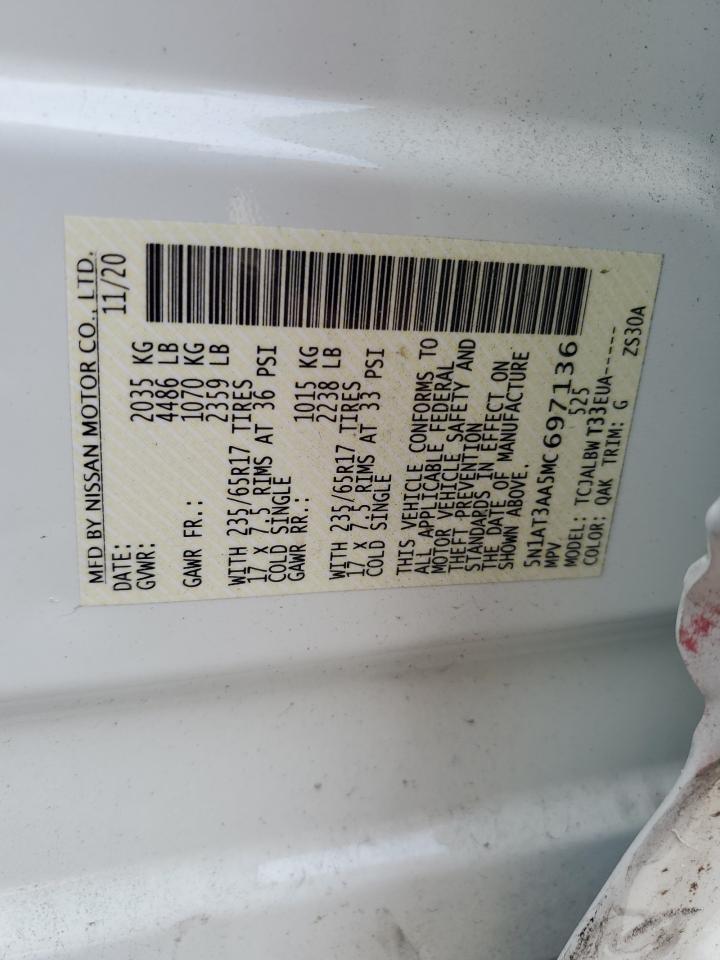 MFD BY NISSAN MOTOR CO., LTD.
DATE: 11/20
GVWR: 2035 KG
4486 LB
GAWR FR.: 1070 KG
2359 LB
WITH 235/65R17 TIRES
17 X 7.5 RIMS AT 36 PSI
COLD SINGLE
GAWR RR.: 1015 KG
2238 LB
WITH 235/65R17 TIRES
17 X 7.5 RIMS AT 33 PSI
COLD SINGLE
THIS VEHICLE CONFORMS TO
ALL APPLICABLE FEDERAL
MOTOR VEHICLE SAFETY AND
THEFT PREVENTION
STANDARDS IN EFFECT ON
THE DATE OF MANUFACTURE
SHOWN ABOVE.
5N1AT3AA5MC697136
MPV 525
MODEL: TCJALBWT33EUA-----
COLOR: QAK TRIM: G ZS30A